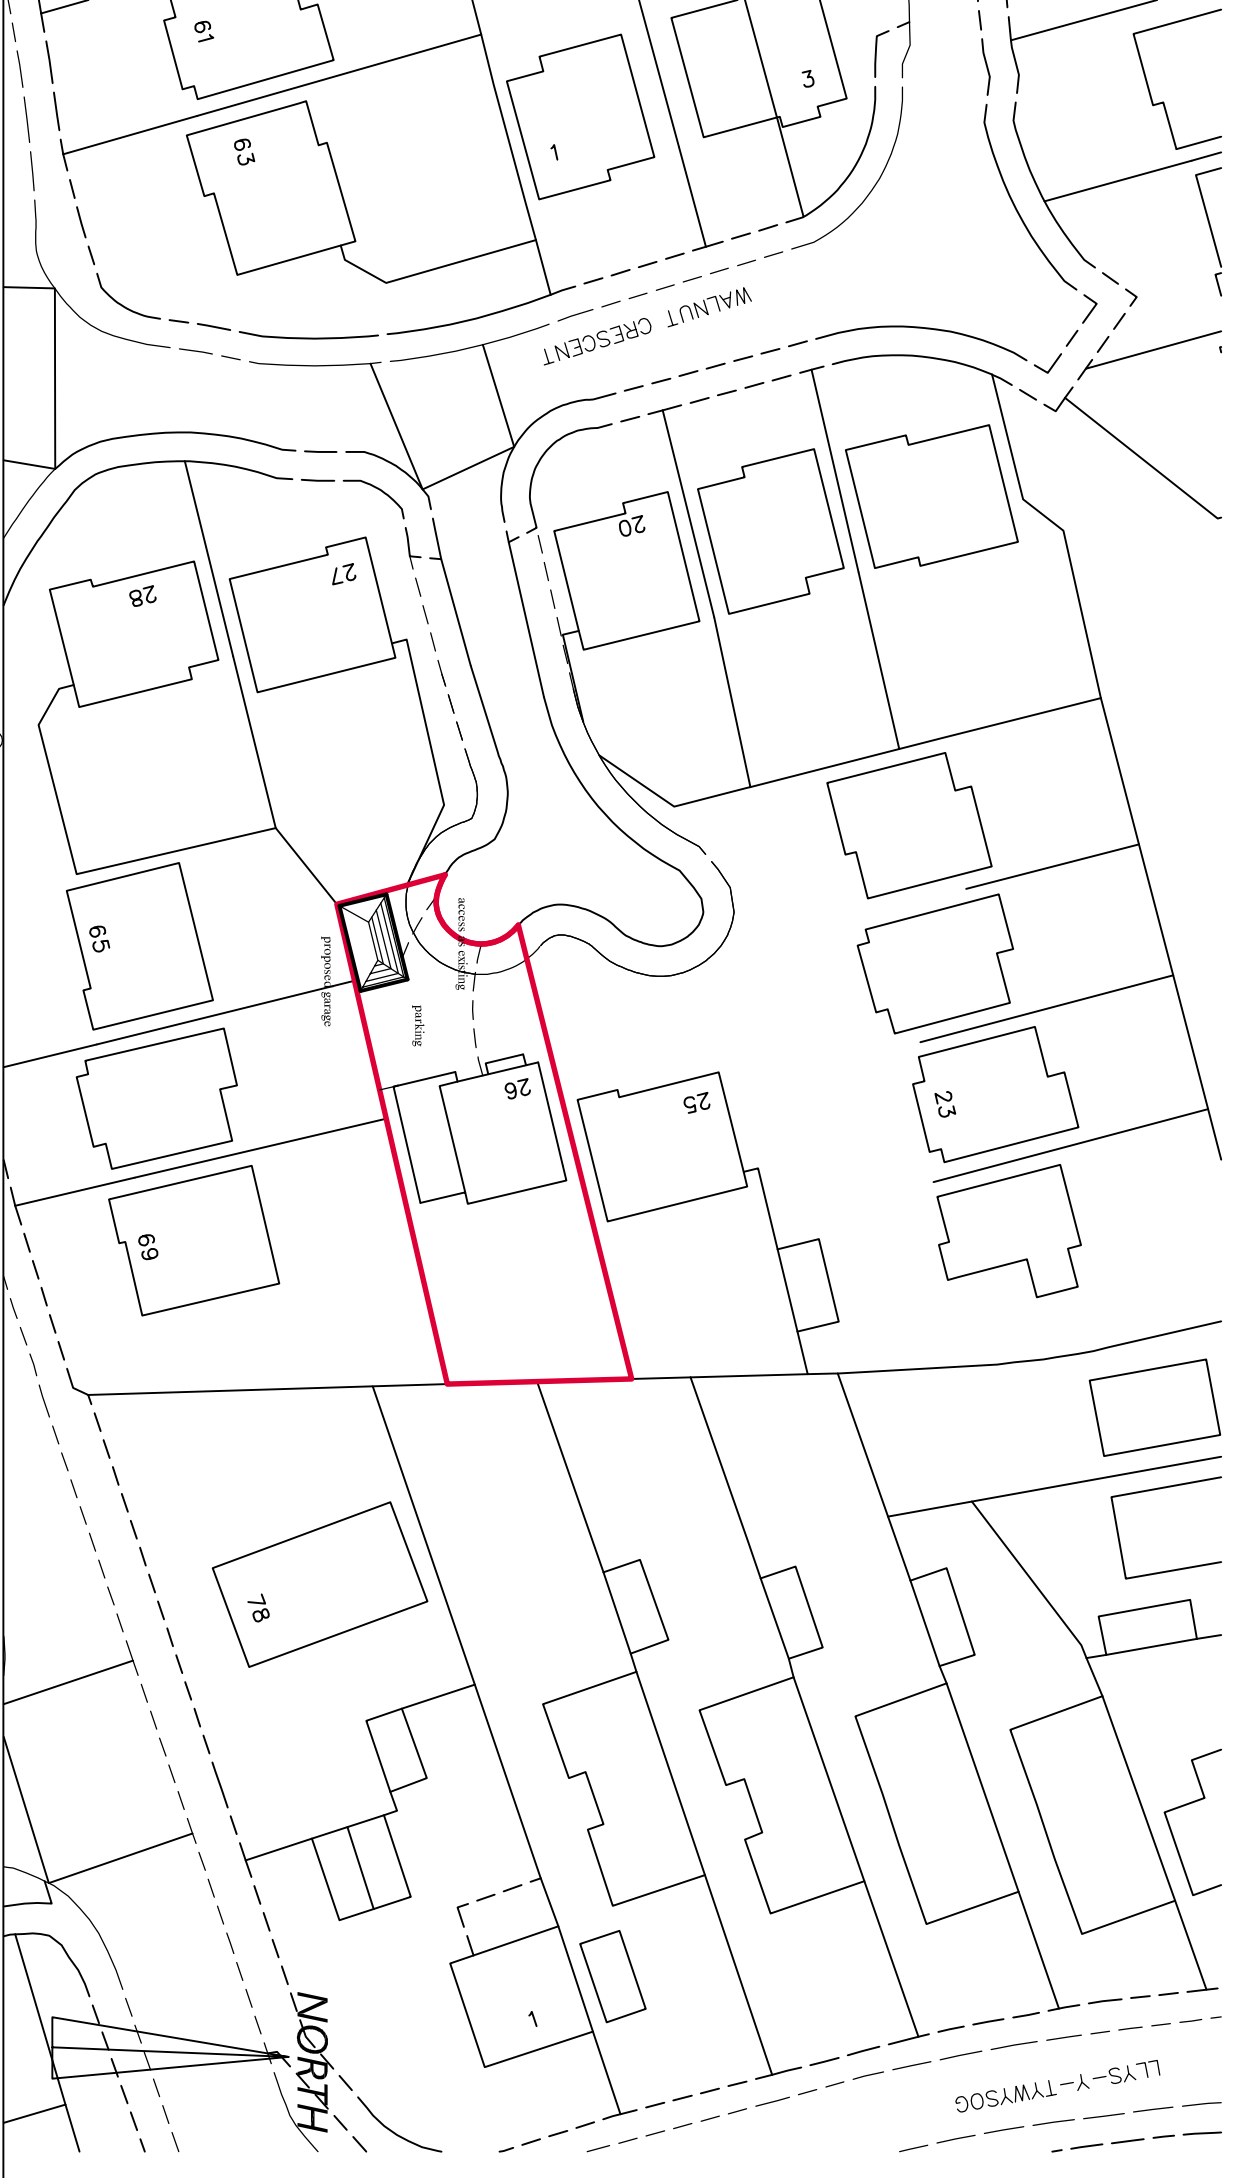 61
63
1
3
WALNUT CRESCENT
28
27
20
65
proposed garage
access as existing
parking
26
25
23
69
78
1
NORTH
LLYS-Y-TYWYSOG